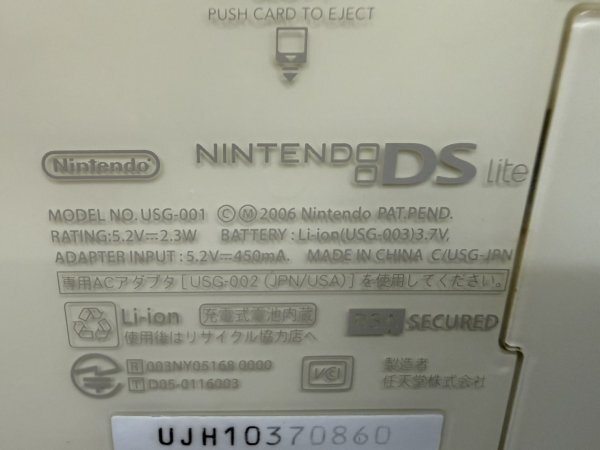 PUSH CARD TO EJECT
Nintendo NINTENDO DS lite
MODEL NO. USG-001 Ⓒ Ⓜ 2006 Nintendo PAT.PEND.
RATING:5.2V⎓2.3W BATTERY : Li-ion(USG-003)3.7V,
ADAPTER INPUT : 5.2V⎓450mA. MADE IN CHINA C/USG-JPN
専用ACアダプタ[USG-002 (JPN/USA)]を使用してください。
Li-ion 充電式電池内蔵
使用後はリサイクル協力店へ
RSA SECURED
R 003NY05168 0000
T D05-0116003
VCI
製造者
任天堂株式会社
UJH10370860